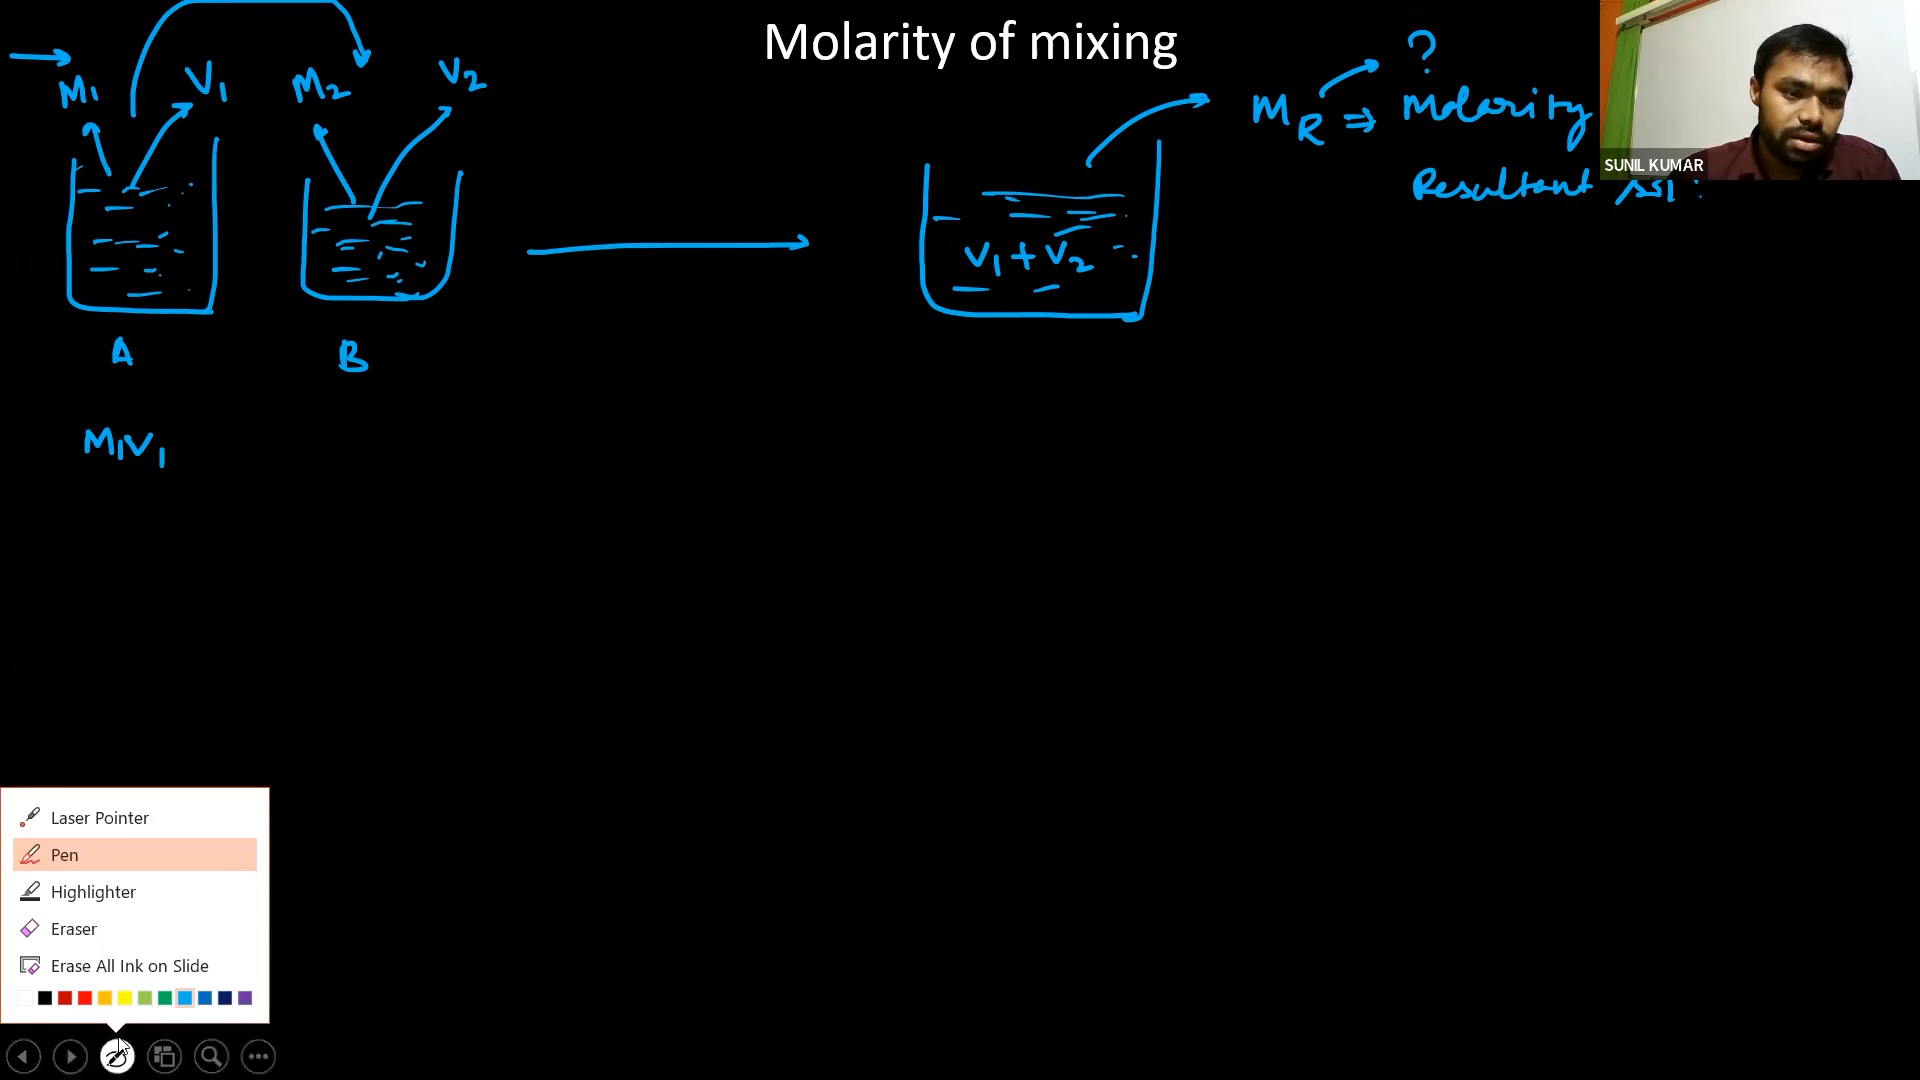 Molarity of mixing
M1 V1 M2 V2
?
MR ⇒ Molarity
SUNIL KUMAR
Resultant
V1 + V2
A B
M1V1
Laser Pointer
Pen
Highlighter
Eraser
Erase All Ink on Slide